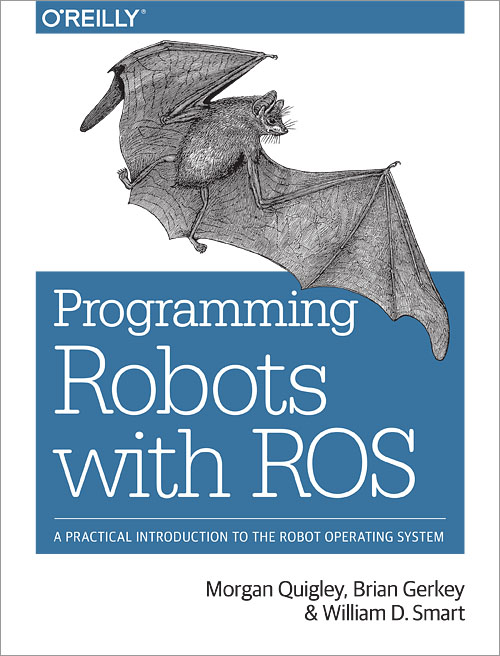 O'REILLY®
Programming
Robots
with ROS
A PRACTICAL INTRODUCTION TO THE ROBOT OPERATING SYSTEM
Morgan Quigley, Brian Gerkey
& William D. Smart